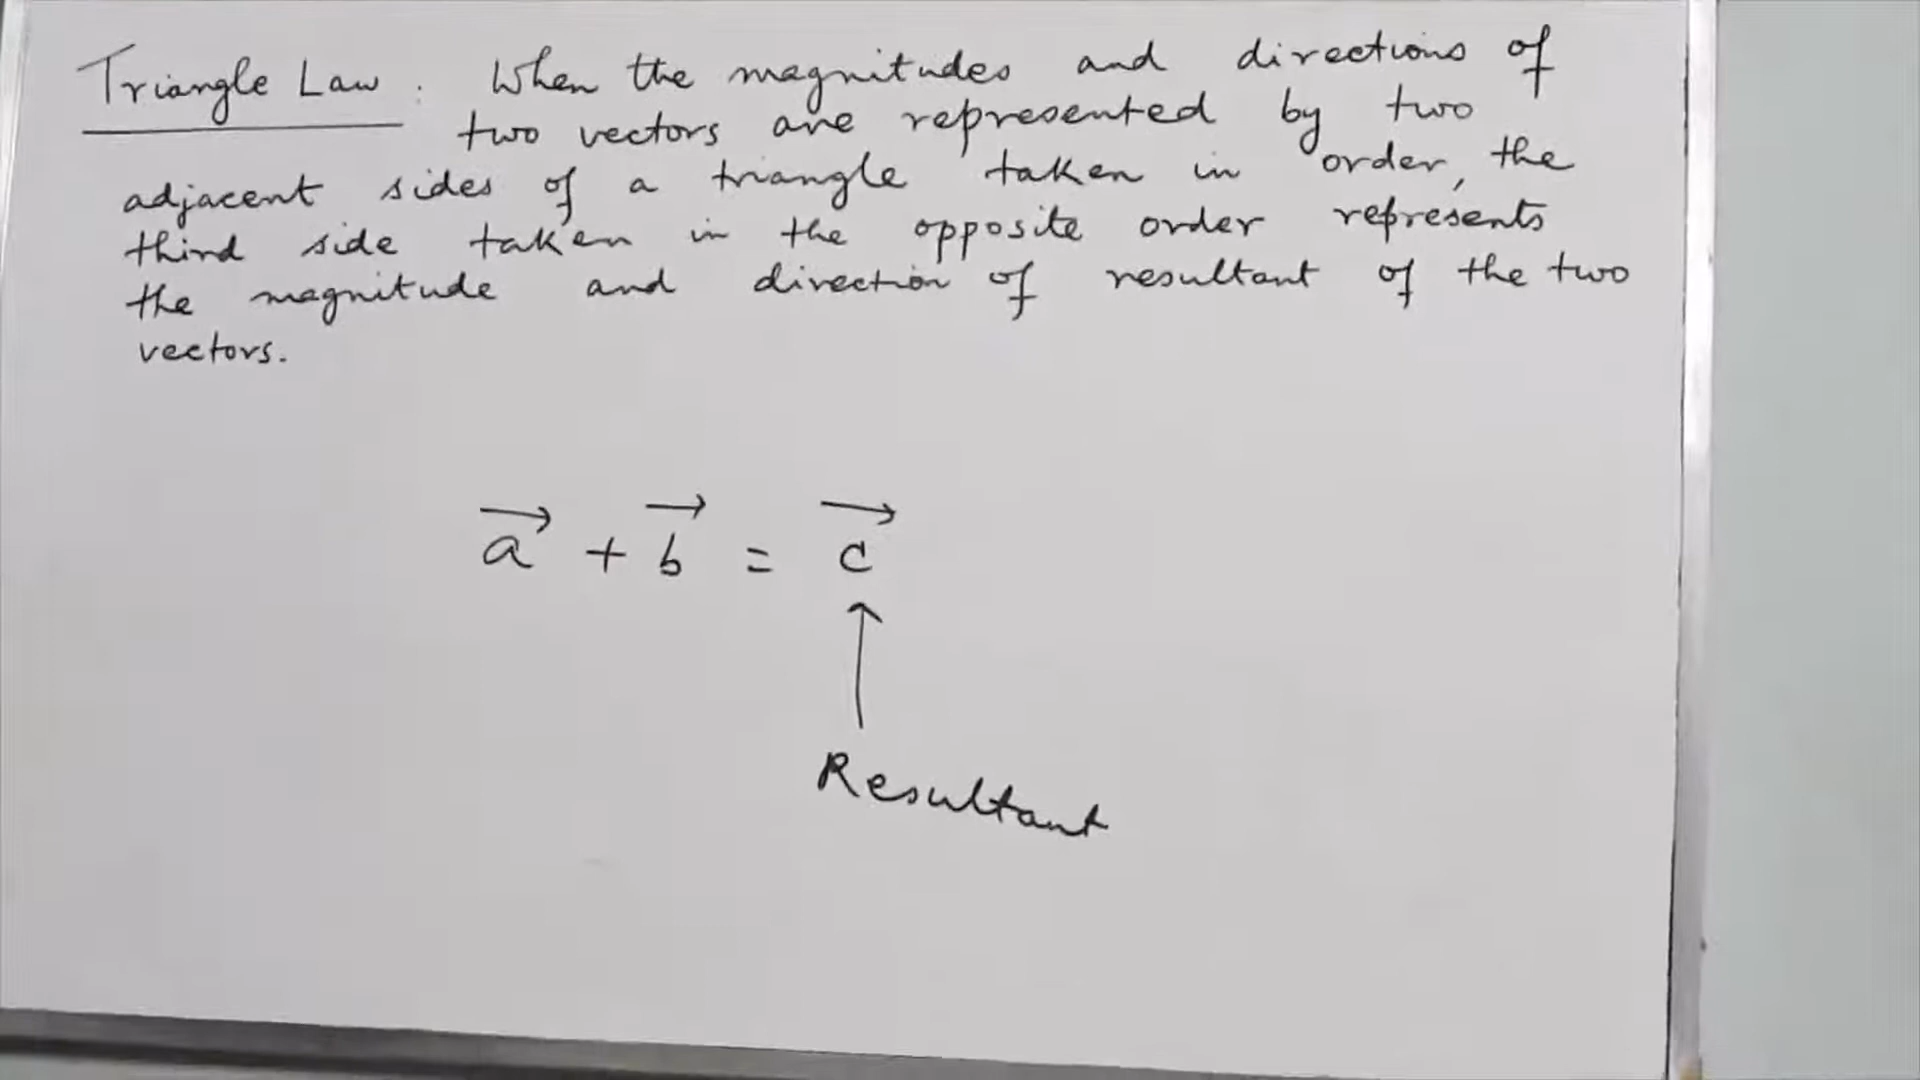 Triangle Law : When the magnitudes and directions of
two vectors are represented by two
adjacent sides of a triangle taken in order, the
third side taken in the opposite order represents
the magnitude and direction of resultant of the two
vectors.
a⃗ + b⃗ = c⃗
↑
Resultant